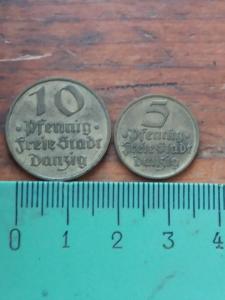 10
Pfennig
Freie Stadt
Danzig
5
Pfennig
Freie Stadt
Danzig
0 1 2 3 4